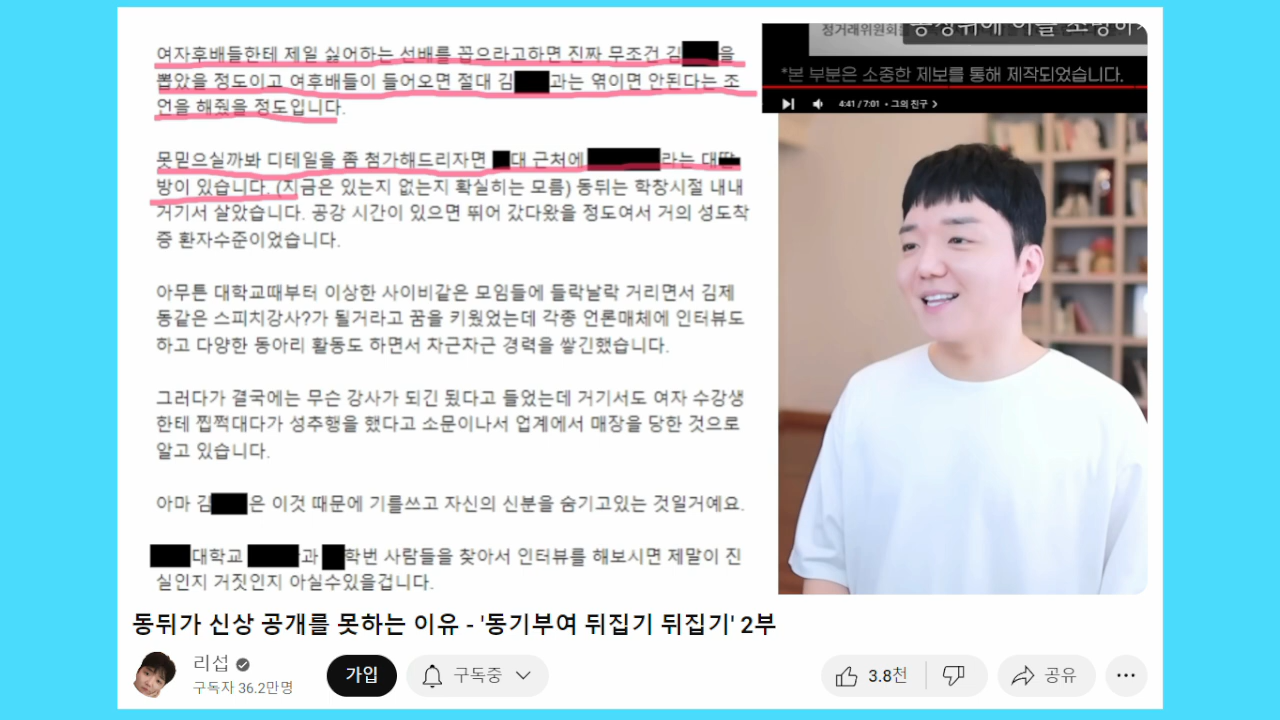 여자후배들한테 제일 싫어하는 선배를 꼽으라고하면 진짜 무조건 김 을
뽑았을 정도이고 여후배들이 들어오면 절대 김 과는 엮이면 안된다는 조
언을 해줬을 정도입니다.
못믿으실까봐 디테일을 좀 첨가해드리자면 대 근처에 라는 대딸
방이 있습니다. (지금은 있는지 없는지 확실히는 모름) 동뒤는 학창시절 내내
거기서 살았습니다. 공강 시간이 있으면 뛰어 갔다왔을 정도여서 거의 성도착
증 환자수준이었습니다.
아무튼 대학교때부터 이상한 사이비같은 모임들에 들락날락 거리면서 김제
동같은 스피치강사?가 될거라고 꿈을 키웠었는데 각종 언론매체에 인터뷰도
하고 다양한 동아리 활동도 하면서 차근차근 경력을 쌓긴했습니다.
그러다가 결국에는 무슨 강사가 되긴 됬다고 들었는데 거기서도 여자 수강생
한테 찝쩍대다가 성추행을 했다고 소문이나서 업계에서 매장을 당한 것으로
알고 있습니다.
아마 김 은 이것 때문에 기를쓰고 자신의 신분을 숨기고있는 것일거예요.
대학교 과 학번 사람들을 찾아서 인터뷰를 해보시면 제말이 진
실인지 거짓인지 아실수있을겁니다.
정거래위원회
*본 부분은 소중한 제보를 통해 제작되었습니다.
4:41 / 7:01 • 그의 친구 >
동뒤가 신상 공개를 못하는 이유 - '동기부여 뒤집기 뒤집기' 2부
리섭
구독자 36.2만명
가입
구독중
3.8천
공유